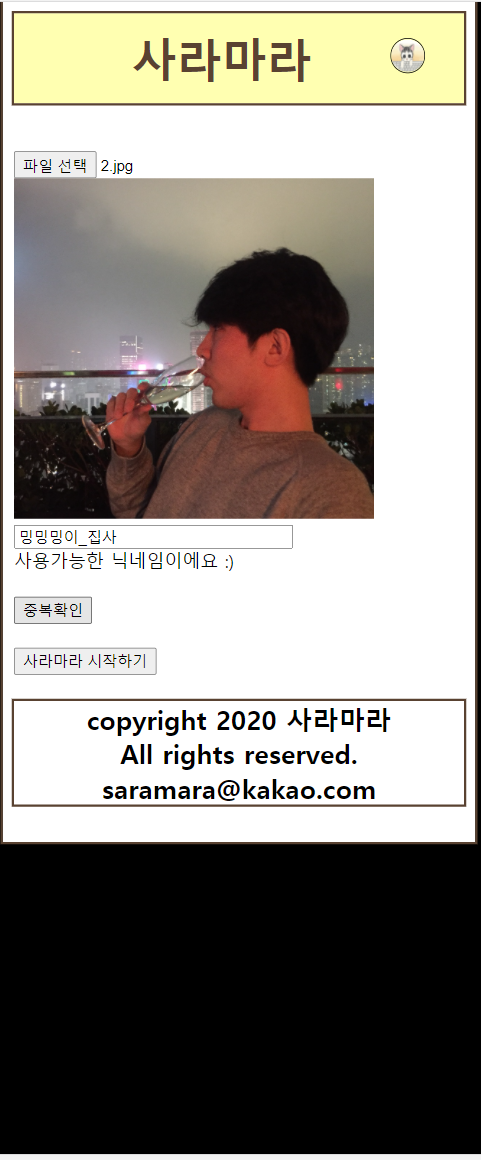 사라마라
파일 선택 2.jpg
밍밍밍이_집사
사용가능한 닉네임이에요 :)
중복확인
사라마라 시작하기
copyright 2020 사라마라
All rights reserved.
saramara@kakao.com